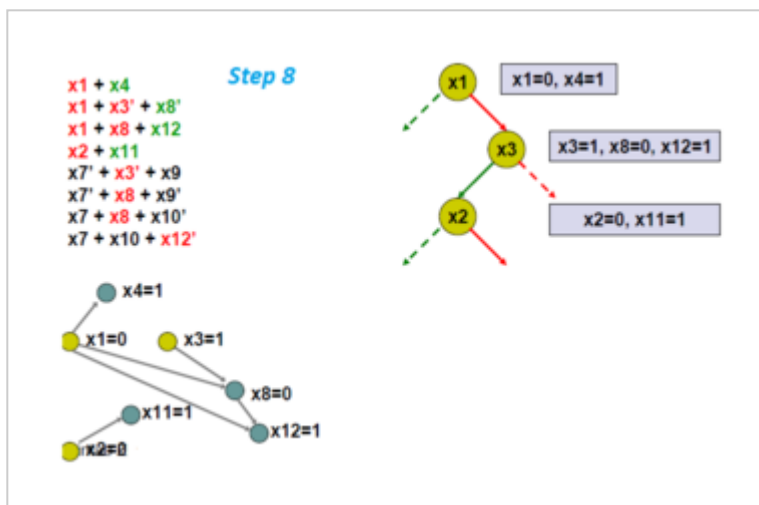 Step 8
x1 + x4
x1 + x3' + x8'
x1 + x8 + x12
x2 + x11
x7' + x3' + x9
x7' + x8 + x9'
x7 + x8 + x10'
x7 + x10 + x12'
x1
x1=0, x4=1
x3
x3=1, x8=0, x12=1
x2
x2=0, x11=1
x4=1
x1=0
x3=1
x8=0
x11=1
x12=1